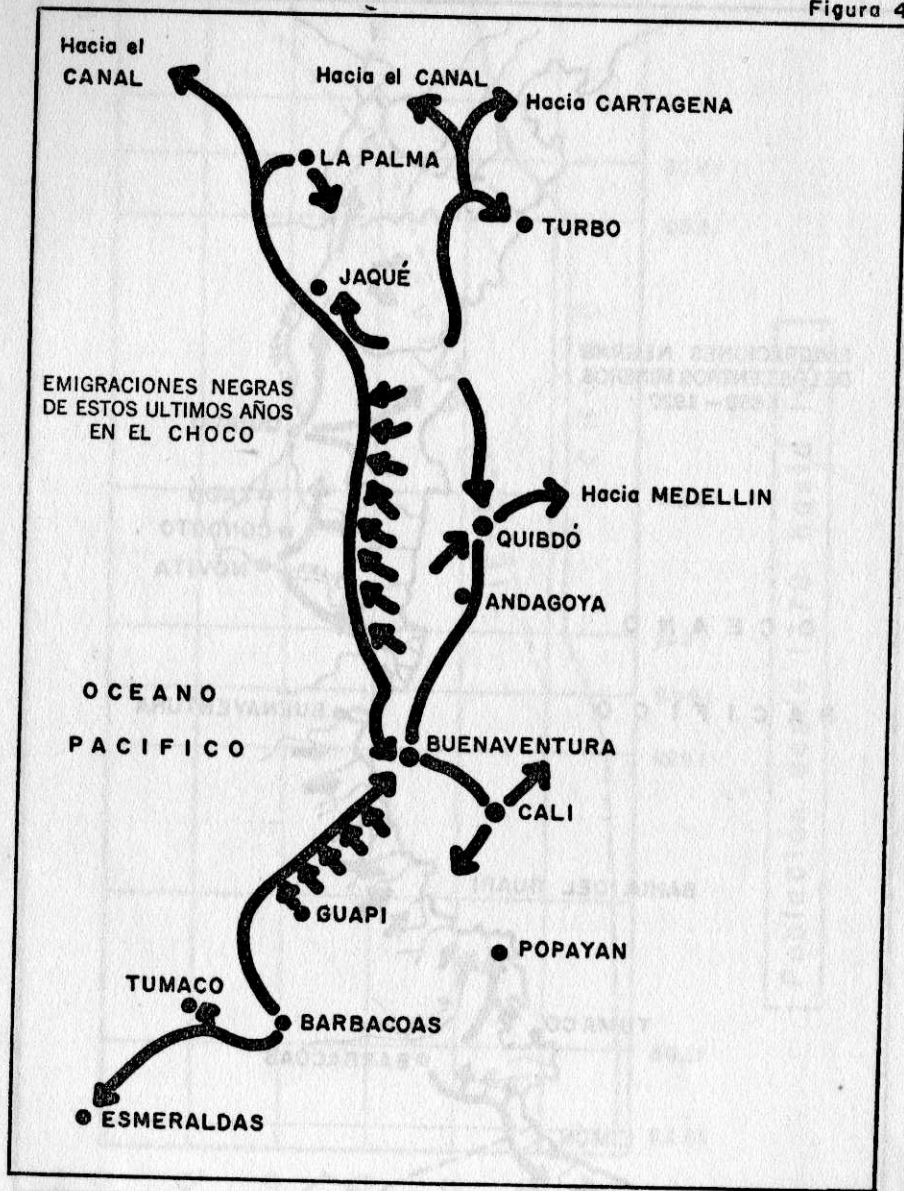 Figura 4
Hacia el
CANAL
Hacia el CANAL
Hacia CARTAGENA
LA PALMA
TURBO
JAQUÉ
EMIGRACIONES NEGRAS
DE ESTOS ULTIMOS AÑOS
EN EL CHOCO
Hacia MEDELLIN
QUIBDÓ
ANDAGOYA
OCEANO
PACIFICO
BUENAVENTURA
CALI
GUAPI
POPAYAN
TUMACO
BARBACOAS
ESMERALDAS